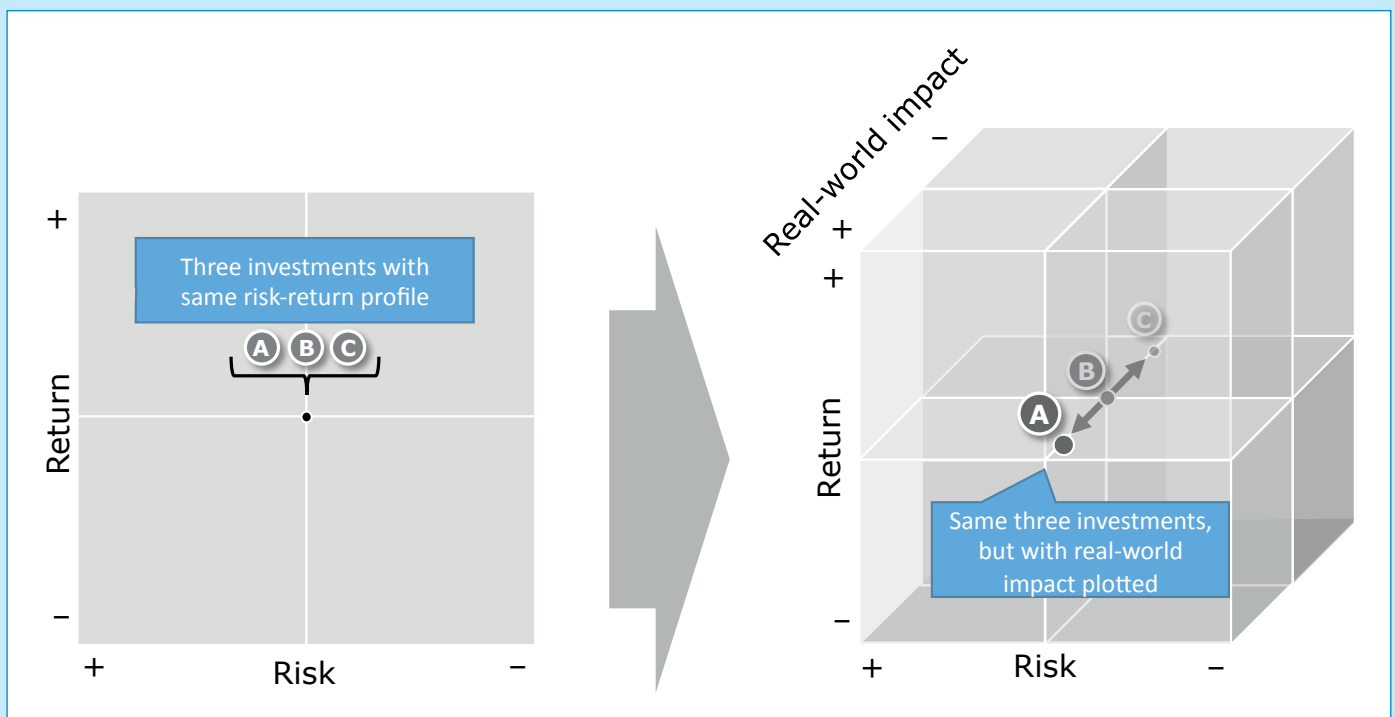 +
Three investments with
same risk-return profile
A B C
Return
–
+ Risk –
Real-world impact
–
+
+
C
B
A
Return
Same three investments,
but with real-world
impact plotted
–
+ Risk –